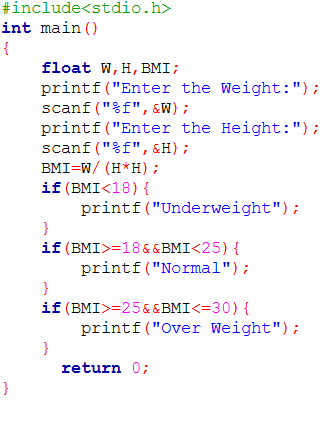 #include<stdio.h>
int main()
{
    float W,H,BMI;
    printf("Enter the Weight:");
    scanf("%f",&W);
    printf("Enter the Height:");
    scanf("%f",&H);
    BMI=W/(H*H);
    if(BMI<18){
        printf("Underweight");
    }
    if(BMI>=18&&BMI<25){
        printf("Normal");
    }
    if(BMI>=25&&BMI<=30){
        printf("Over Weight");
    }
      return 0;
}